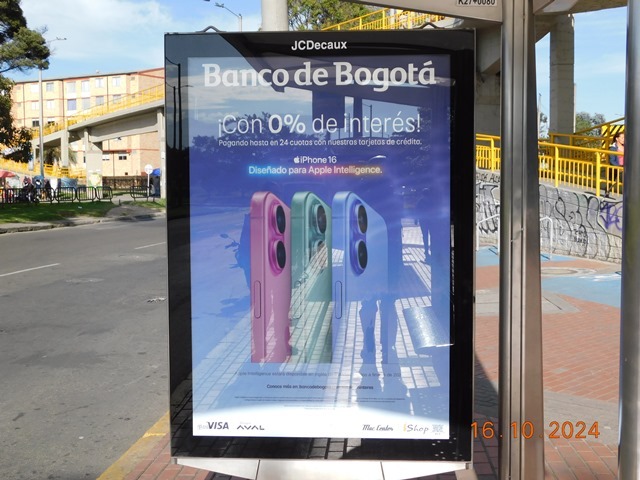 K27+0080
JCDecaux
Banco de Bogotá
¡Con 0% de interés!
Pagando hasta en 24 cuotas con nuestras tarjetas de crédito.
iPhone 16
Diseñado para Apple Intelligence.
VISA AVAL Mac Center iShop
16.10.2024